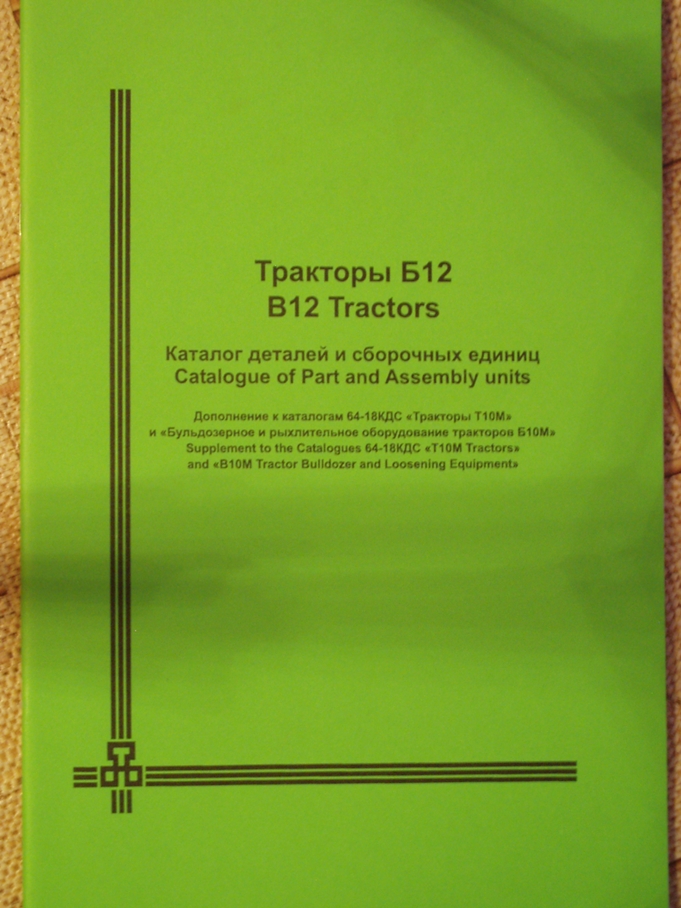 Тракторы Б12
B12 Tractors
Каталог деталей и сборочных единиц
Catalogue of Part and Assembly units
Дополнение к каталогам 64-18КДС «Тракторы Т10М»
и «Бульдозерное и рыхлительное оборудование тракторов Б10М»
Supplement to the Catalogues 64-18КДС «T10M Tractors»
and «B10M Tractor Bulldozer and Loosening Equipment»